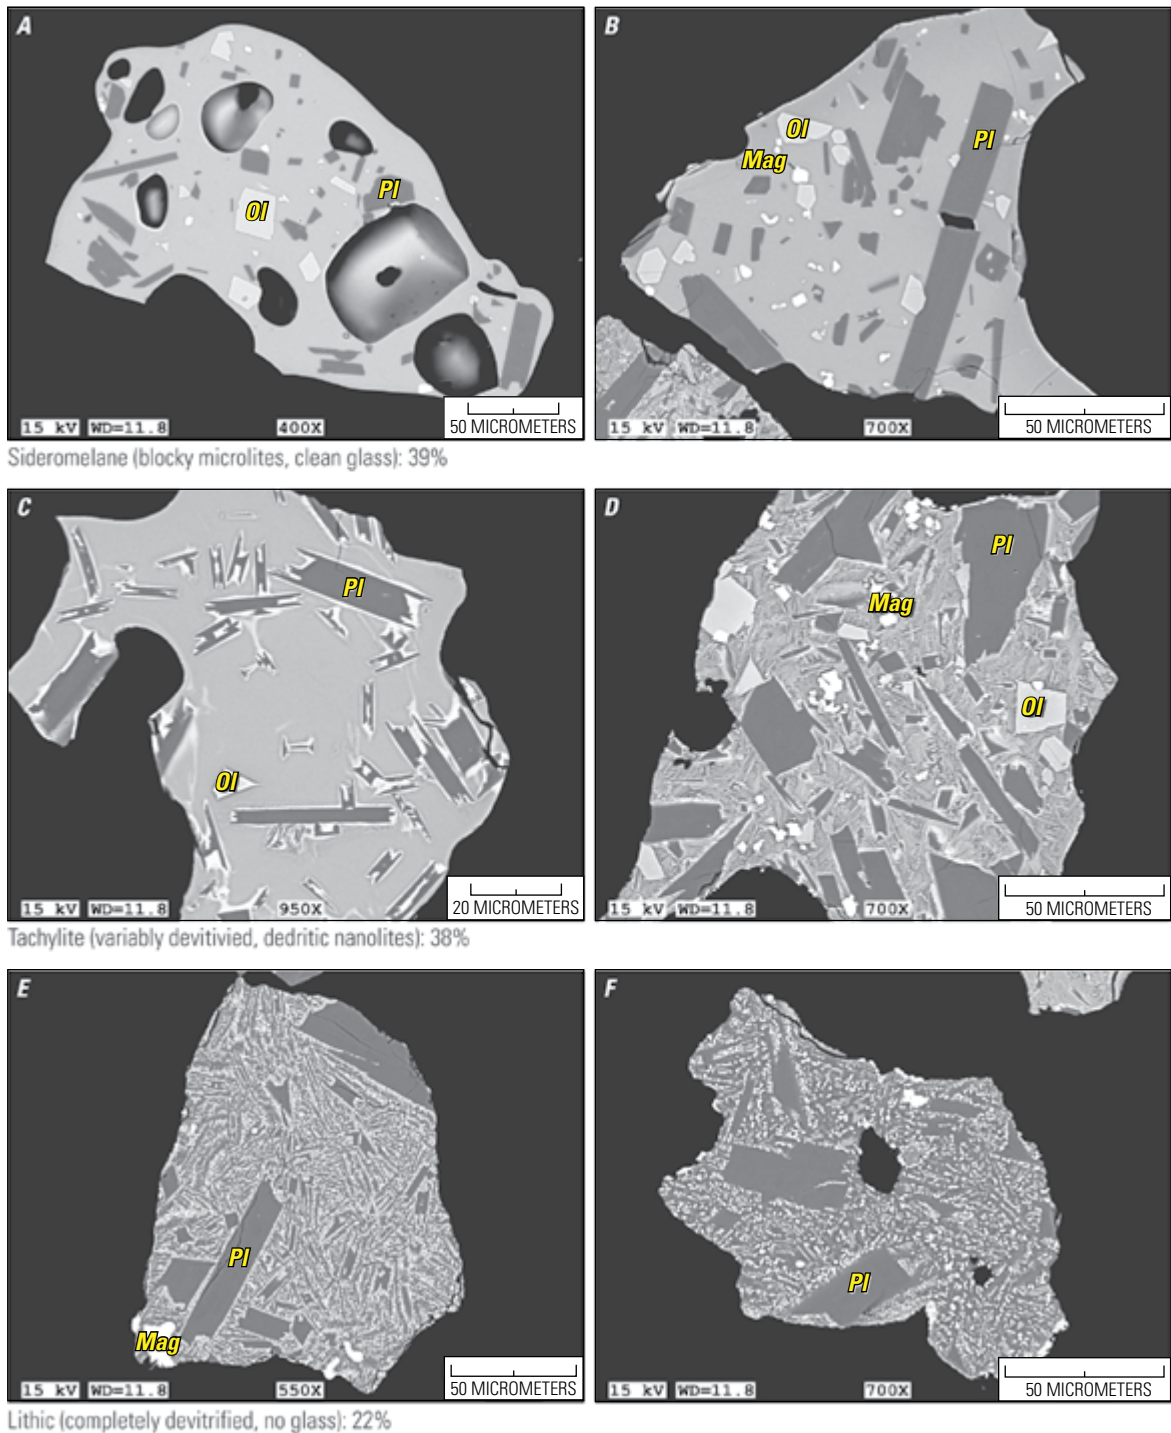 A
Ol
Pl
15 kV WD=11.8 400X
50 MICROMETERS
B
Ol
Mag
Pl
15 kV WD=11.8 700X
50 MICROMETERS
Sideromelane (blocky microlites, clean glass): 39%
C
Pl
Ol
15 kV WD=11.8 950X
20 MICROMETERS
D
Pl
Mag
Ol
15 kV WD=11.8 700X
50 MICROMETERS
Tachylite (variably devitivied, dedritic nanolites): 38%
E
Pl
Mag
15 kV WD=11.8 550X
50 MICROMETERS
F
Pl
15 kV WD=11.8 700X
50 MICROMETERS
Lithic (completely devitrified, no glass): 22%